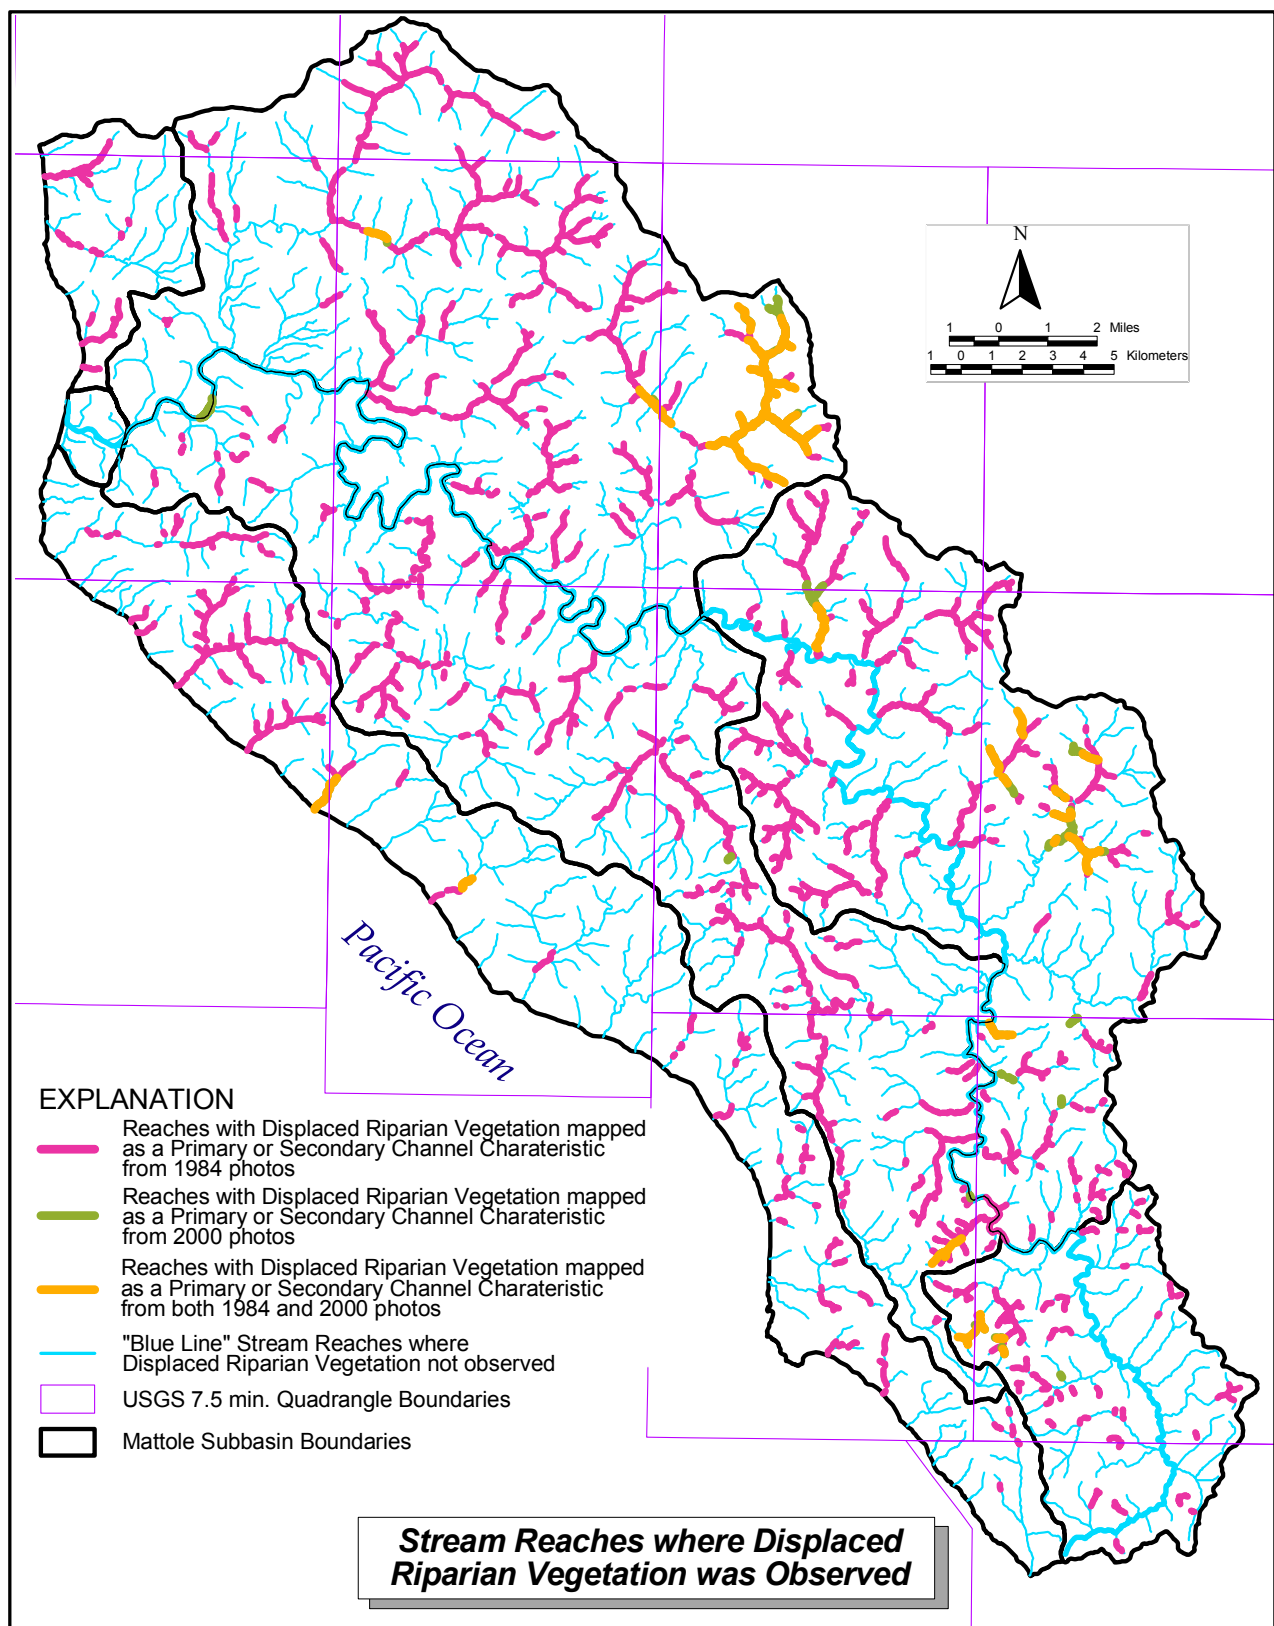 N
1 0 1 2 Miles
1 0 1 2 3 4 5 Kilometers
Pacific Ocean
EXPLANATION
Reaches with Displaced Riparian Vegetation mapped
as a Primary or Secondary Channel Charateristic
from 1984 photos
Reaches with Displaced Riparian Vegetation mapped
as a Primary or Secondary Channel Charateristic
from 2000 photos
Reaches with Displaced Riparian Vegetation mapped
as a Primary or Secondary Channel Charateristic
from both 1984 and 2000 photos
"Blue Line" Stream Reaches where
Displaced Riparian Vegetation not observed
USGS 7.5 min. Quadrangle Boundaries
Mattole Subbasin Boundaries
Stream Reaches where Displaced
Riparian Vegetation was Observed